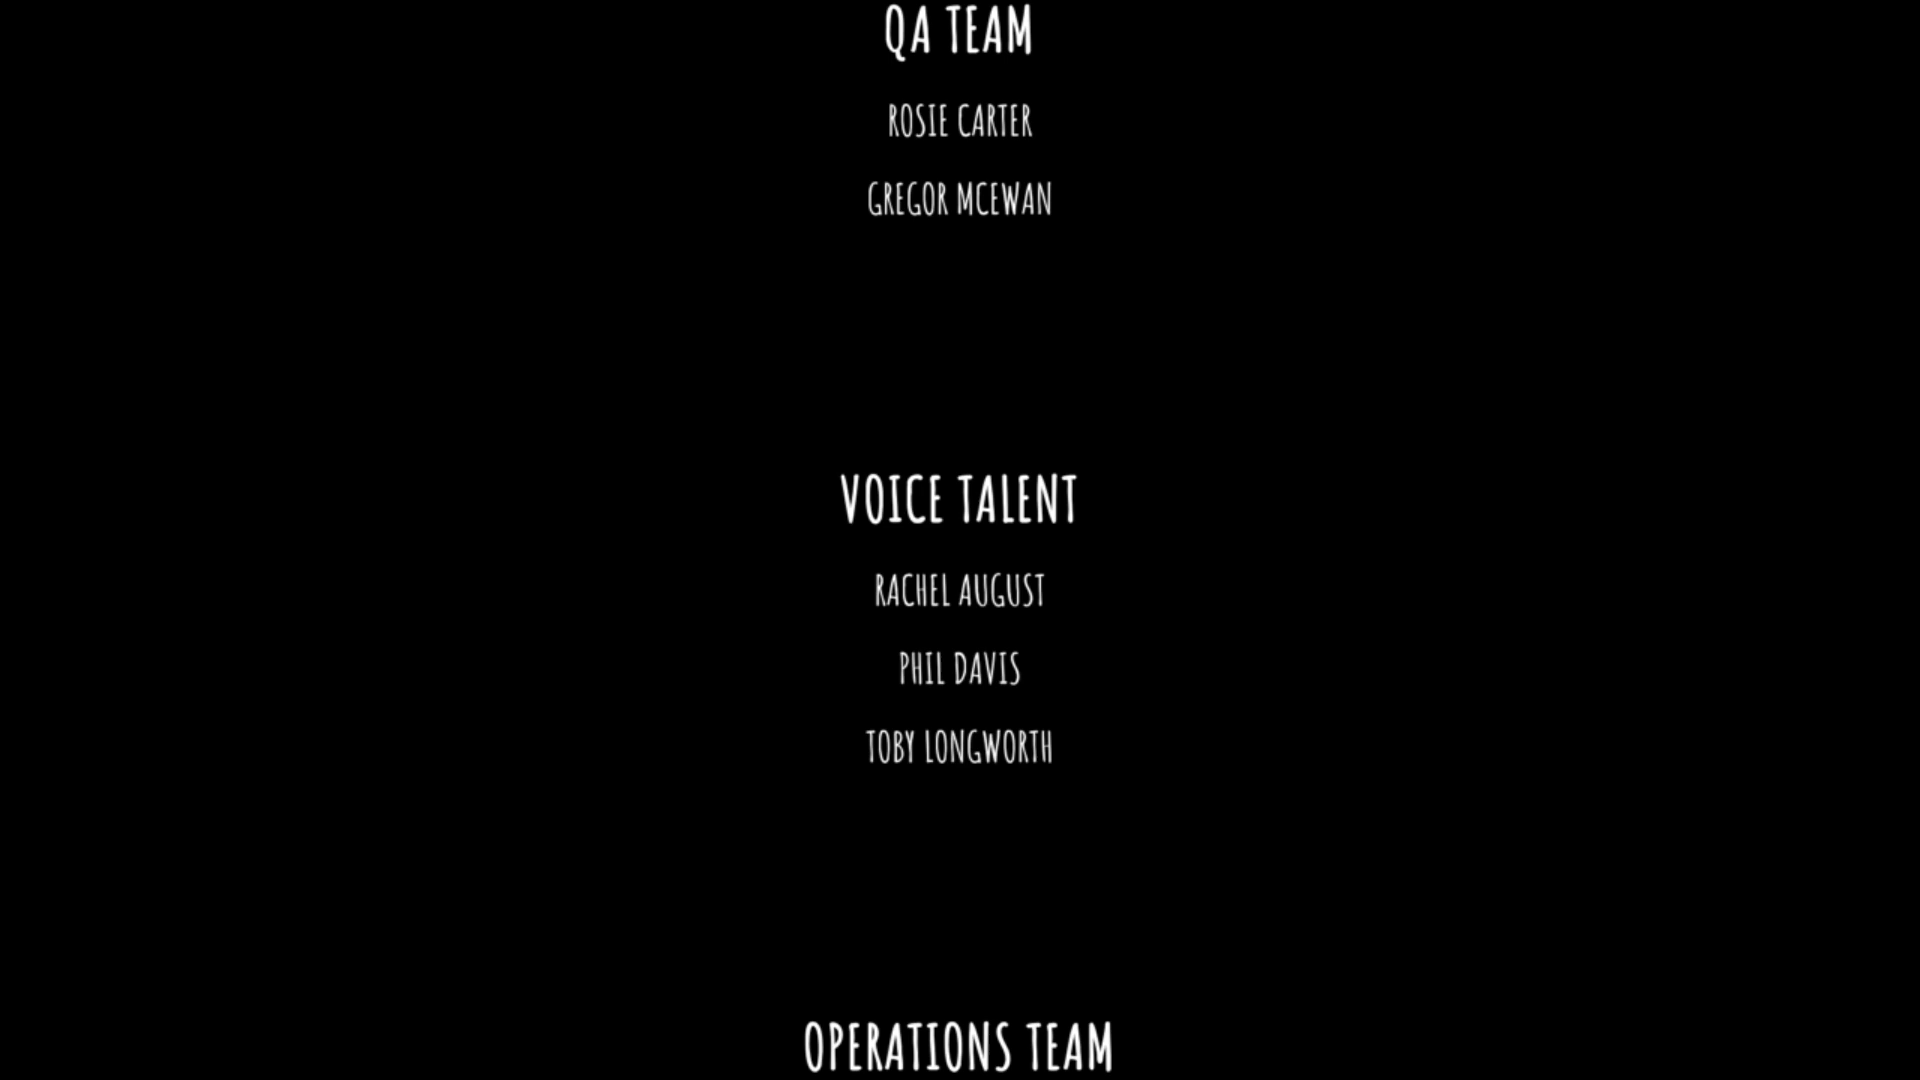 QA TEAM
ROSIE CARTER
GREGOR MCEWAN
VOICE TALENT
RACHEL AUGUST
PHIL DAVIS
TOBY LONGWORTH
OPERATIONS TEAM